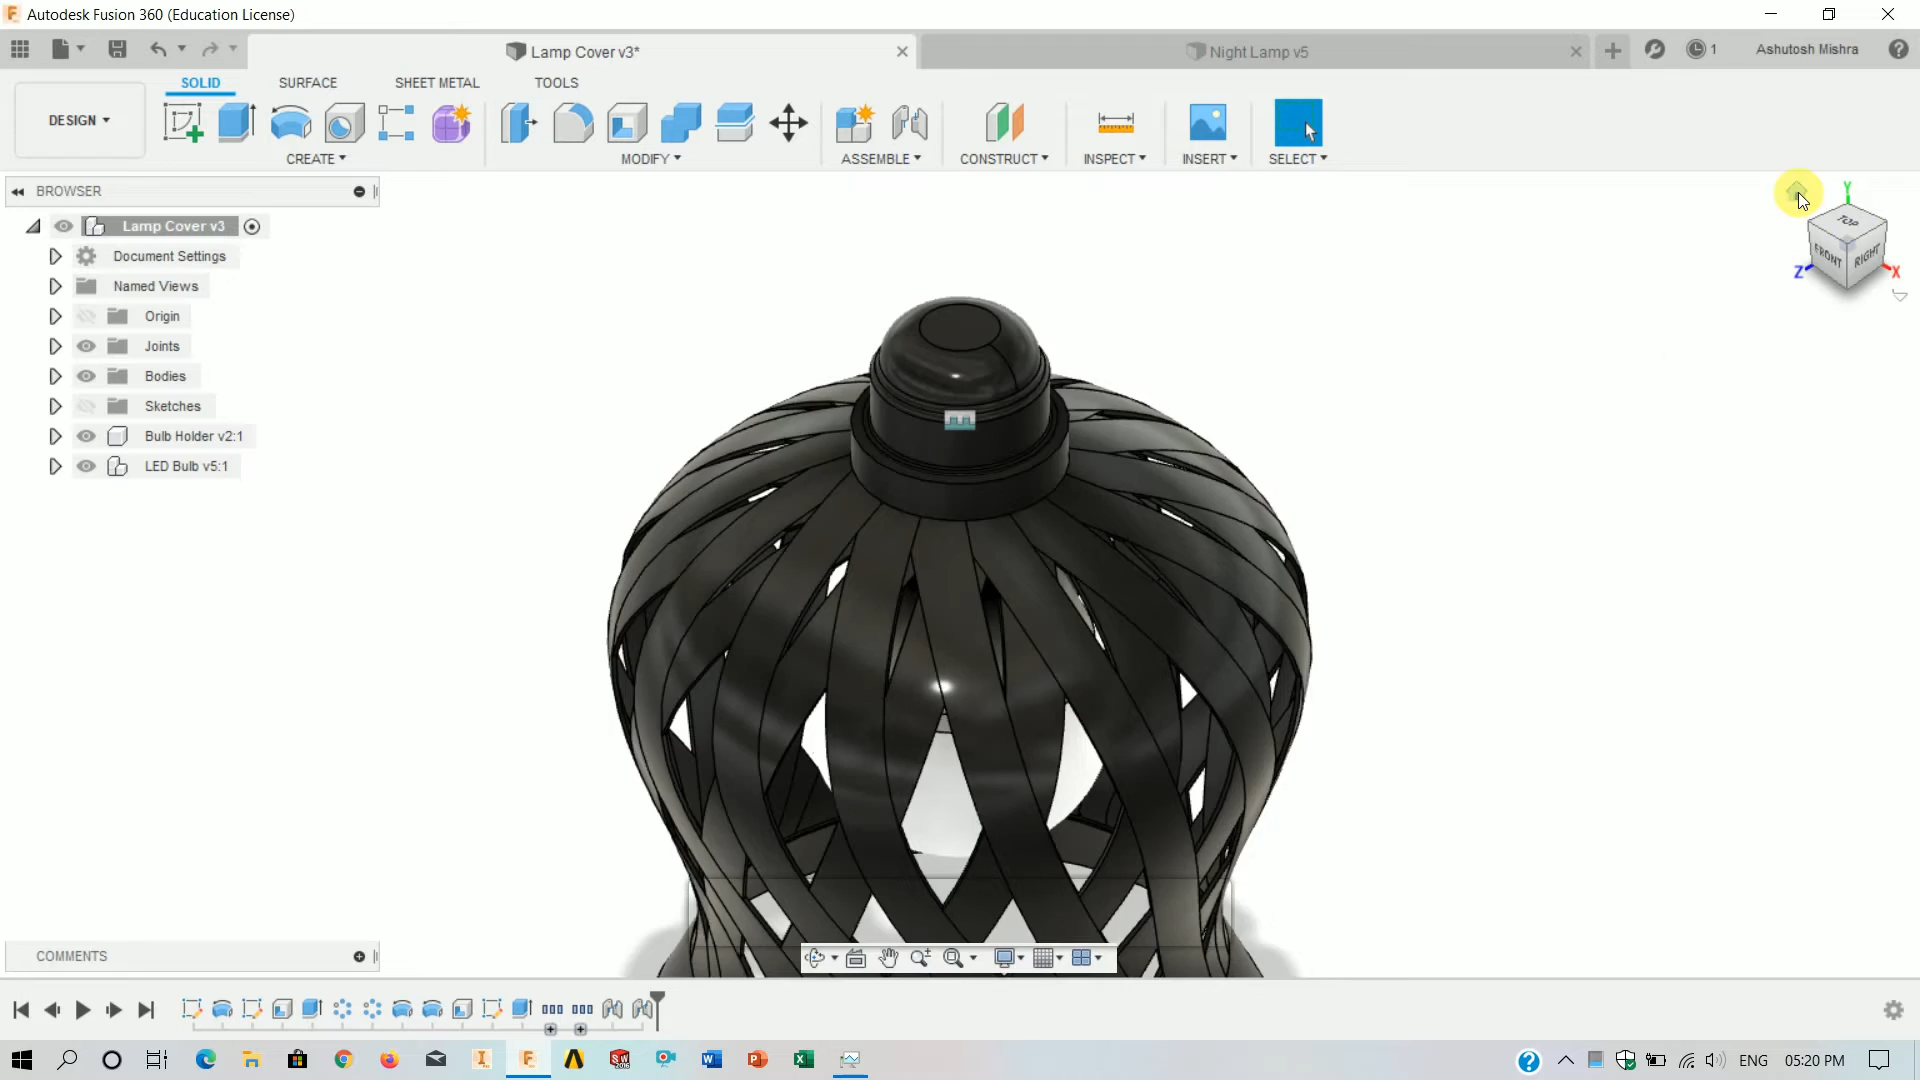 Autodesk Fusion 360 (Education License)
Lamp Cover v3*
Night Lamp v5
1
Ashutosh Mishra
SOLID
SURFACE
SHEET METAL
TOOLS
DESIGN
CREATE
MODIFY
ASSEMBLE
CONSTRUCT
INSPECT
INSERT
SELECT
BROWSER
Lamp Cover v3
Document Settings
Named Views
Origin
Joints
Bodies
Sketches
Bulb Holder v2:1
LED Bulb v5:1
Y
TOP
FRONT
RIGHT
Z
X
COMMENTS
ENG
05:20 PM